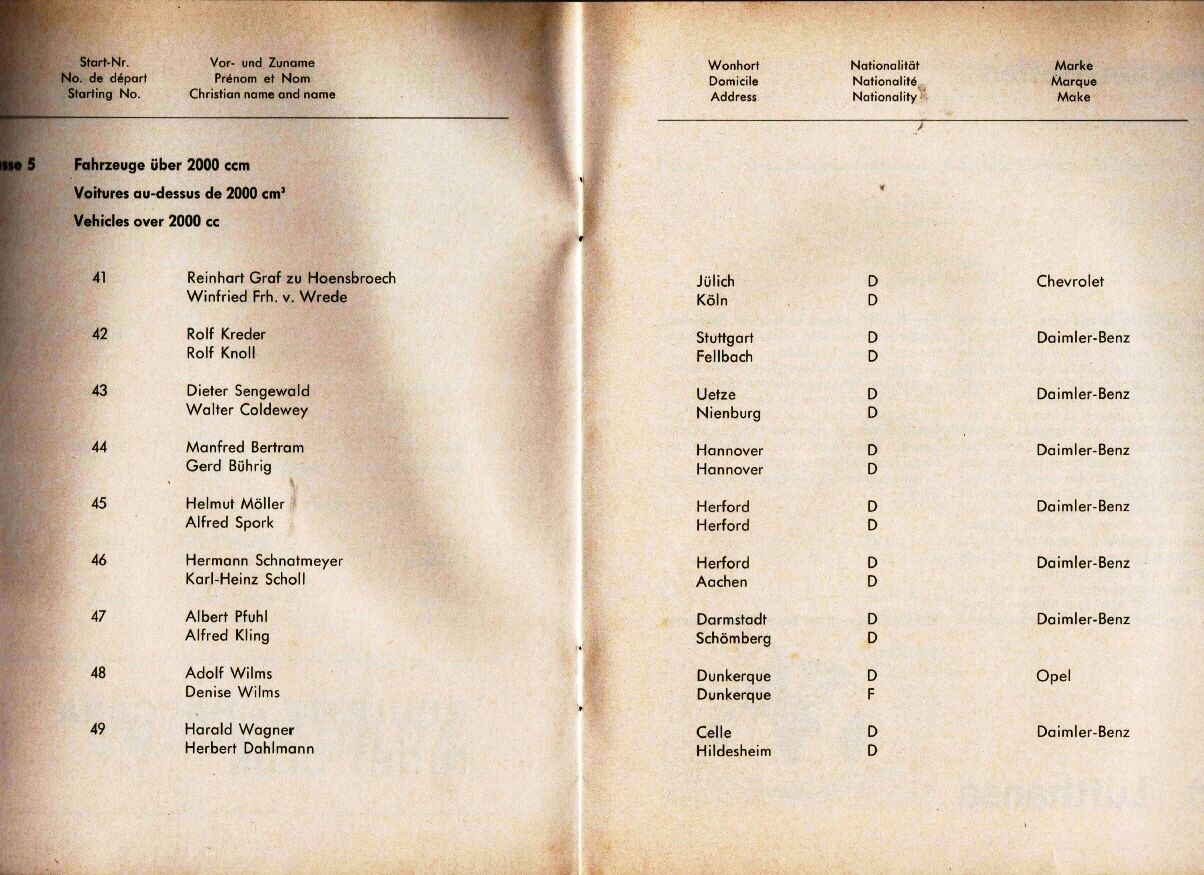 Start-Nr. Vor- und Zuname
No. de départ Prénom et Nom
Starting No. Christian name and name
5 Fahrzeuge über 2000 ccm
Voitures au-dessus de 2000 cm³
Vehicles over 2000 cc
41 Reinhart Graf zu Hoensbroech
Winfried Frh. v. Wrede
42 Rolf Kreder
Rolf Knoll
43 Dieter Sengewald
Walter Coldewey
44 Manfred Bertram
Gerd Bührig
45 Helmut Möller
Alfred Spork
46 Hermann Schnatmeyer
Karl-Heinz Scholl
47 Albert Pfuhl
Alfred Kling
48 Adolf Wilms
Denise Wilms
49 Harald Wagner
Herbert Dahlmann
Wonhort Nationalität Marke
Domicile Nationalité Marque
Address Nationality Make
Jülich D Chevrolet
Köln D
Stuttgart D Daimler-Benz
Fellbach D
Uetze D Daimler-Benz
Nienburg D
Hannover D Daimler-Benz
Hannover D
Herford D Daimler-Benz
Herford D
Herford D Daimler-Benz
Aachen D
Darmstadt D Daimler-Benz
Schömberg D
Dunkerque D Opel
Dunkerque F
Celle D Daimler-Benz
Hildesheim D
Lufthansa